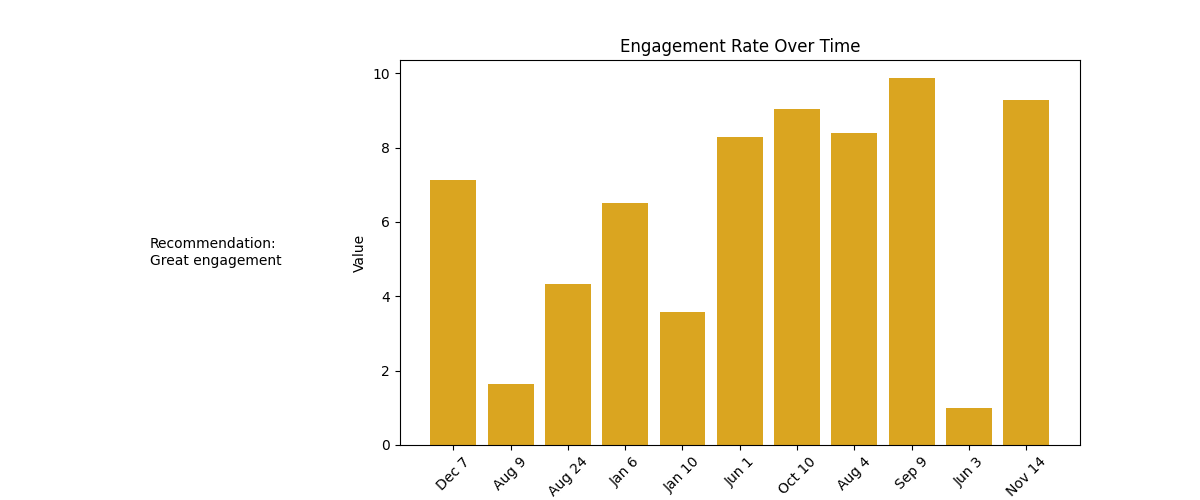 Engagement Rate Over Time
Recommendation:
Great engagement
Value
10
8
6
4
2
0
Dec 7
Aug 9
Aug 24
Jan 6
Jan 10
Jun 1
Oct 10
Aug 4
Sep 9
Jun 3
Nov 14